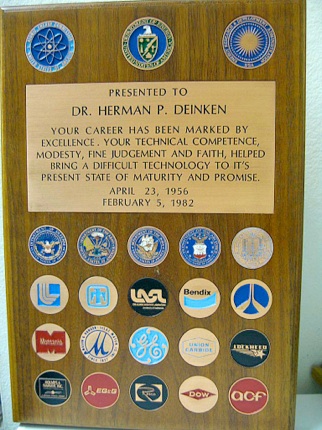 PRESENTED TO
DR. HERMAN P. DEINKEN
YOUR CAREER HAS BEEN MARKED BY
EXCELLENCE. YOUR TECHNICAL COMPETENCE,
MODESTY, FINE JUDGEMENT AND FAITH, HELPED
BRING A DIFFICULT TECHNOLOGY TO IT'S
PRESENT STATE OF MATURITY AND PROMISE.
APRIL 23, 1956
FEBRUARY 5, 1982
LASL
Bendix
Monsanto
UNION
CARBIDE
LOCKHEED
EG&G
DOW
acf